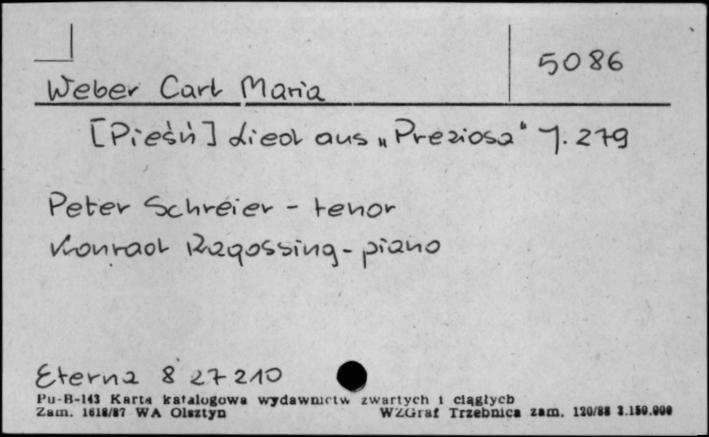 5086
Weber Carl Maria
[Pieśń] Lied aus „Preziosa" J. 279
Peter Schreier - tenor
Konrad Ragossing - piano
Eterna 8 27 210
Pu-B-143 Karta katalogowa wydawnictw zwartych i ciągłych
Zam. 1618/87 WA Olsztyn WZGraf Trzebnica zam. 120/88 3.150.000